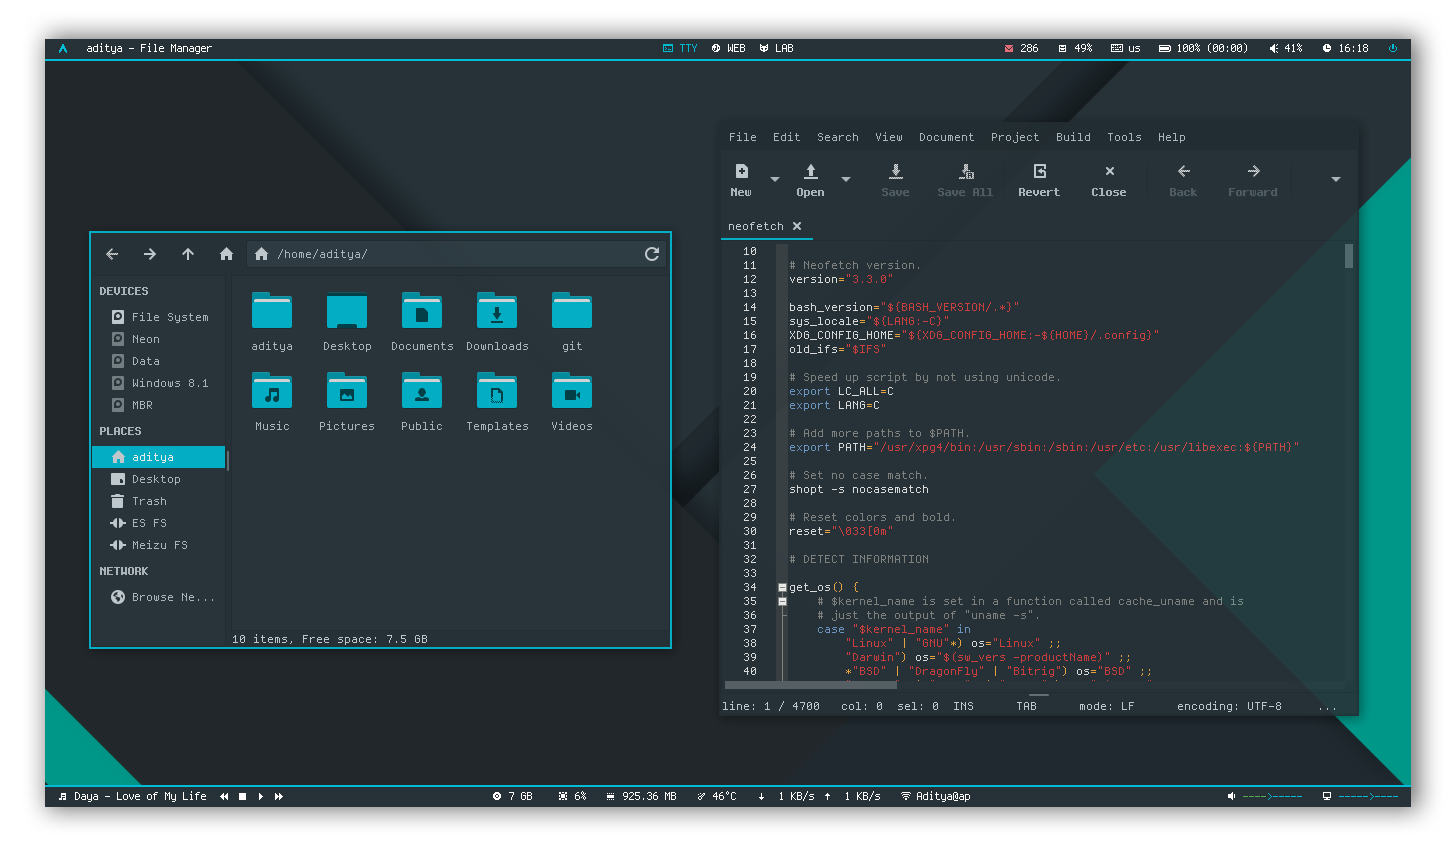 aditya - File Manager
TTY WEB LAB
286 49% us 100% (00:00) 41% 16:18
/home/aditya/
DEVICES
File System
Neon
Data
Windows 8.1
MBR
PLACES
aditya
Desktop
Trash
ES FS
Meizu FS
NETWORK
Browse Ne...
aditya Desktop Documents Downloads git
Music Pictures Public Templates Videos
10 items, Free space: 7.5 GB
File Edit Search View Document Project Build Tools Help
New Open Save Save All Revert Close Back Forward
neofetch
10
11 # Neofetch version.
12 version="3.3.0"
13
14 bash_version="${BASH_VERSION/.*}"
15 sys_locale="${LANG:-C}"
16 XDG_CONFIG_HOME="${XDG_CONFIG_HOME:-${HOME}/.config}"
17 old_ifs="$IFS"
18
19 # Speed up script by not using unicode.
20 export LC_ALL=C
21 export LANG=C
22
23 # Add more paths to $PATH.
24 export PATH="/usr/xpg4/bin:/usr/sbin:/sbin:/usr/etc:/usr/libexec:${PATH}"
25
26 # Set no case match.
27 shopt -s nocasematch
28
29 # Reset colors and bold.
30 reset="\033[0m"
31
32 # DETECT INFORMATION
33
34 get_os() {
35 # $kernel_name is set in a function called cache_uname and is
36 # just the output of "uname -s".
37 case "$kernel_name" in
38 "Linux" | "GNU"*) os="Linux" ;;
39 "Darwin") os="$(sw_vers -productName)" ;;
40 *"BSD" | "DragonFly" | "Bitrig") os="BSD" ;;
line: 1 / 4700 col: 0 sel: 0 INS TAB mode: LF encoding: UTF-8 ...
Daya - Love of My Life
7 GB 6% 925.36 MB 46°C 1 KB/s 1 KB/s Aditya@ap